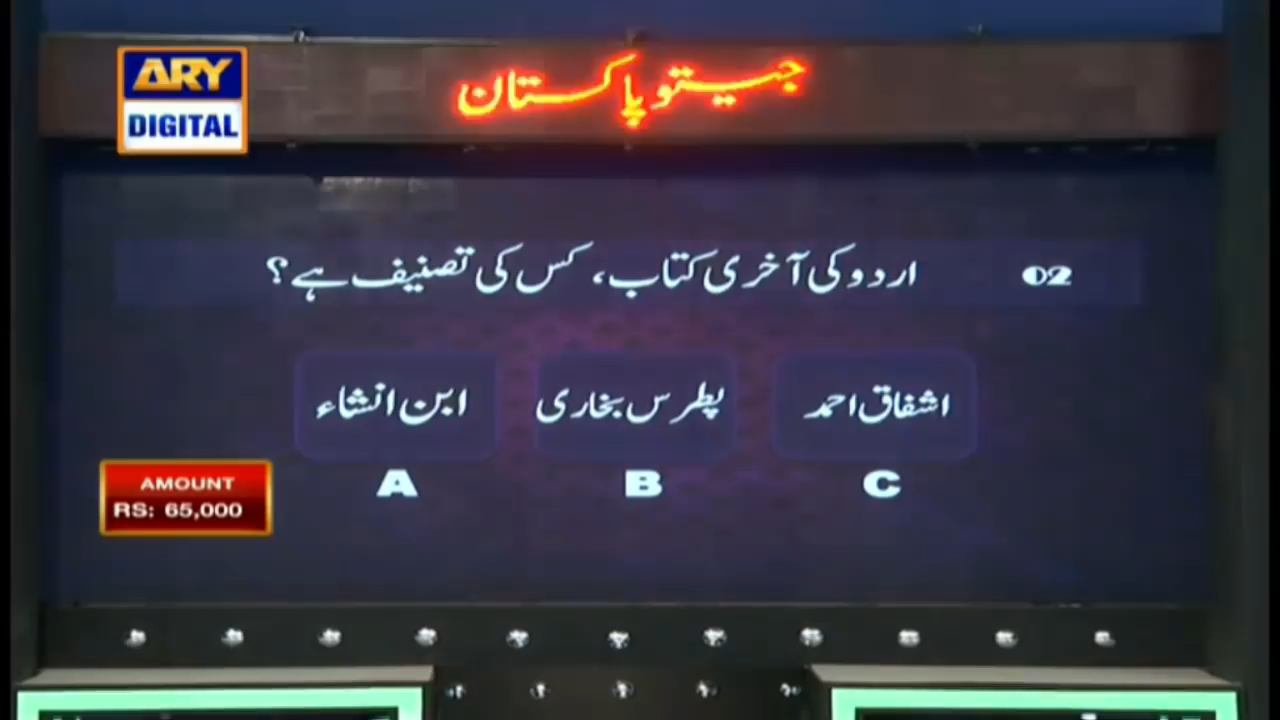 ARY
DIGITAL
جیتو پاکستان
02 اردو کی آخری کتاب، کس کی تصنیف ہے؟
ابن انشاء
پطرس بخاری
اشفاق احمد
A
B
C
AMOUNT
RS: 65,000